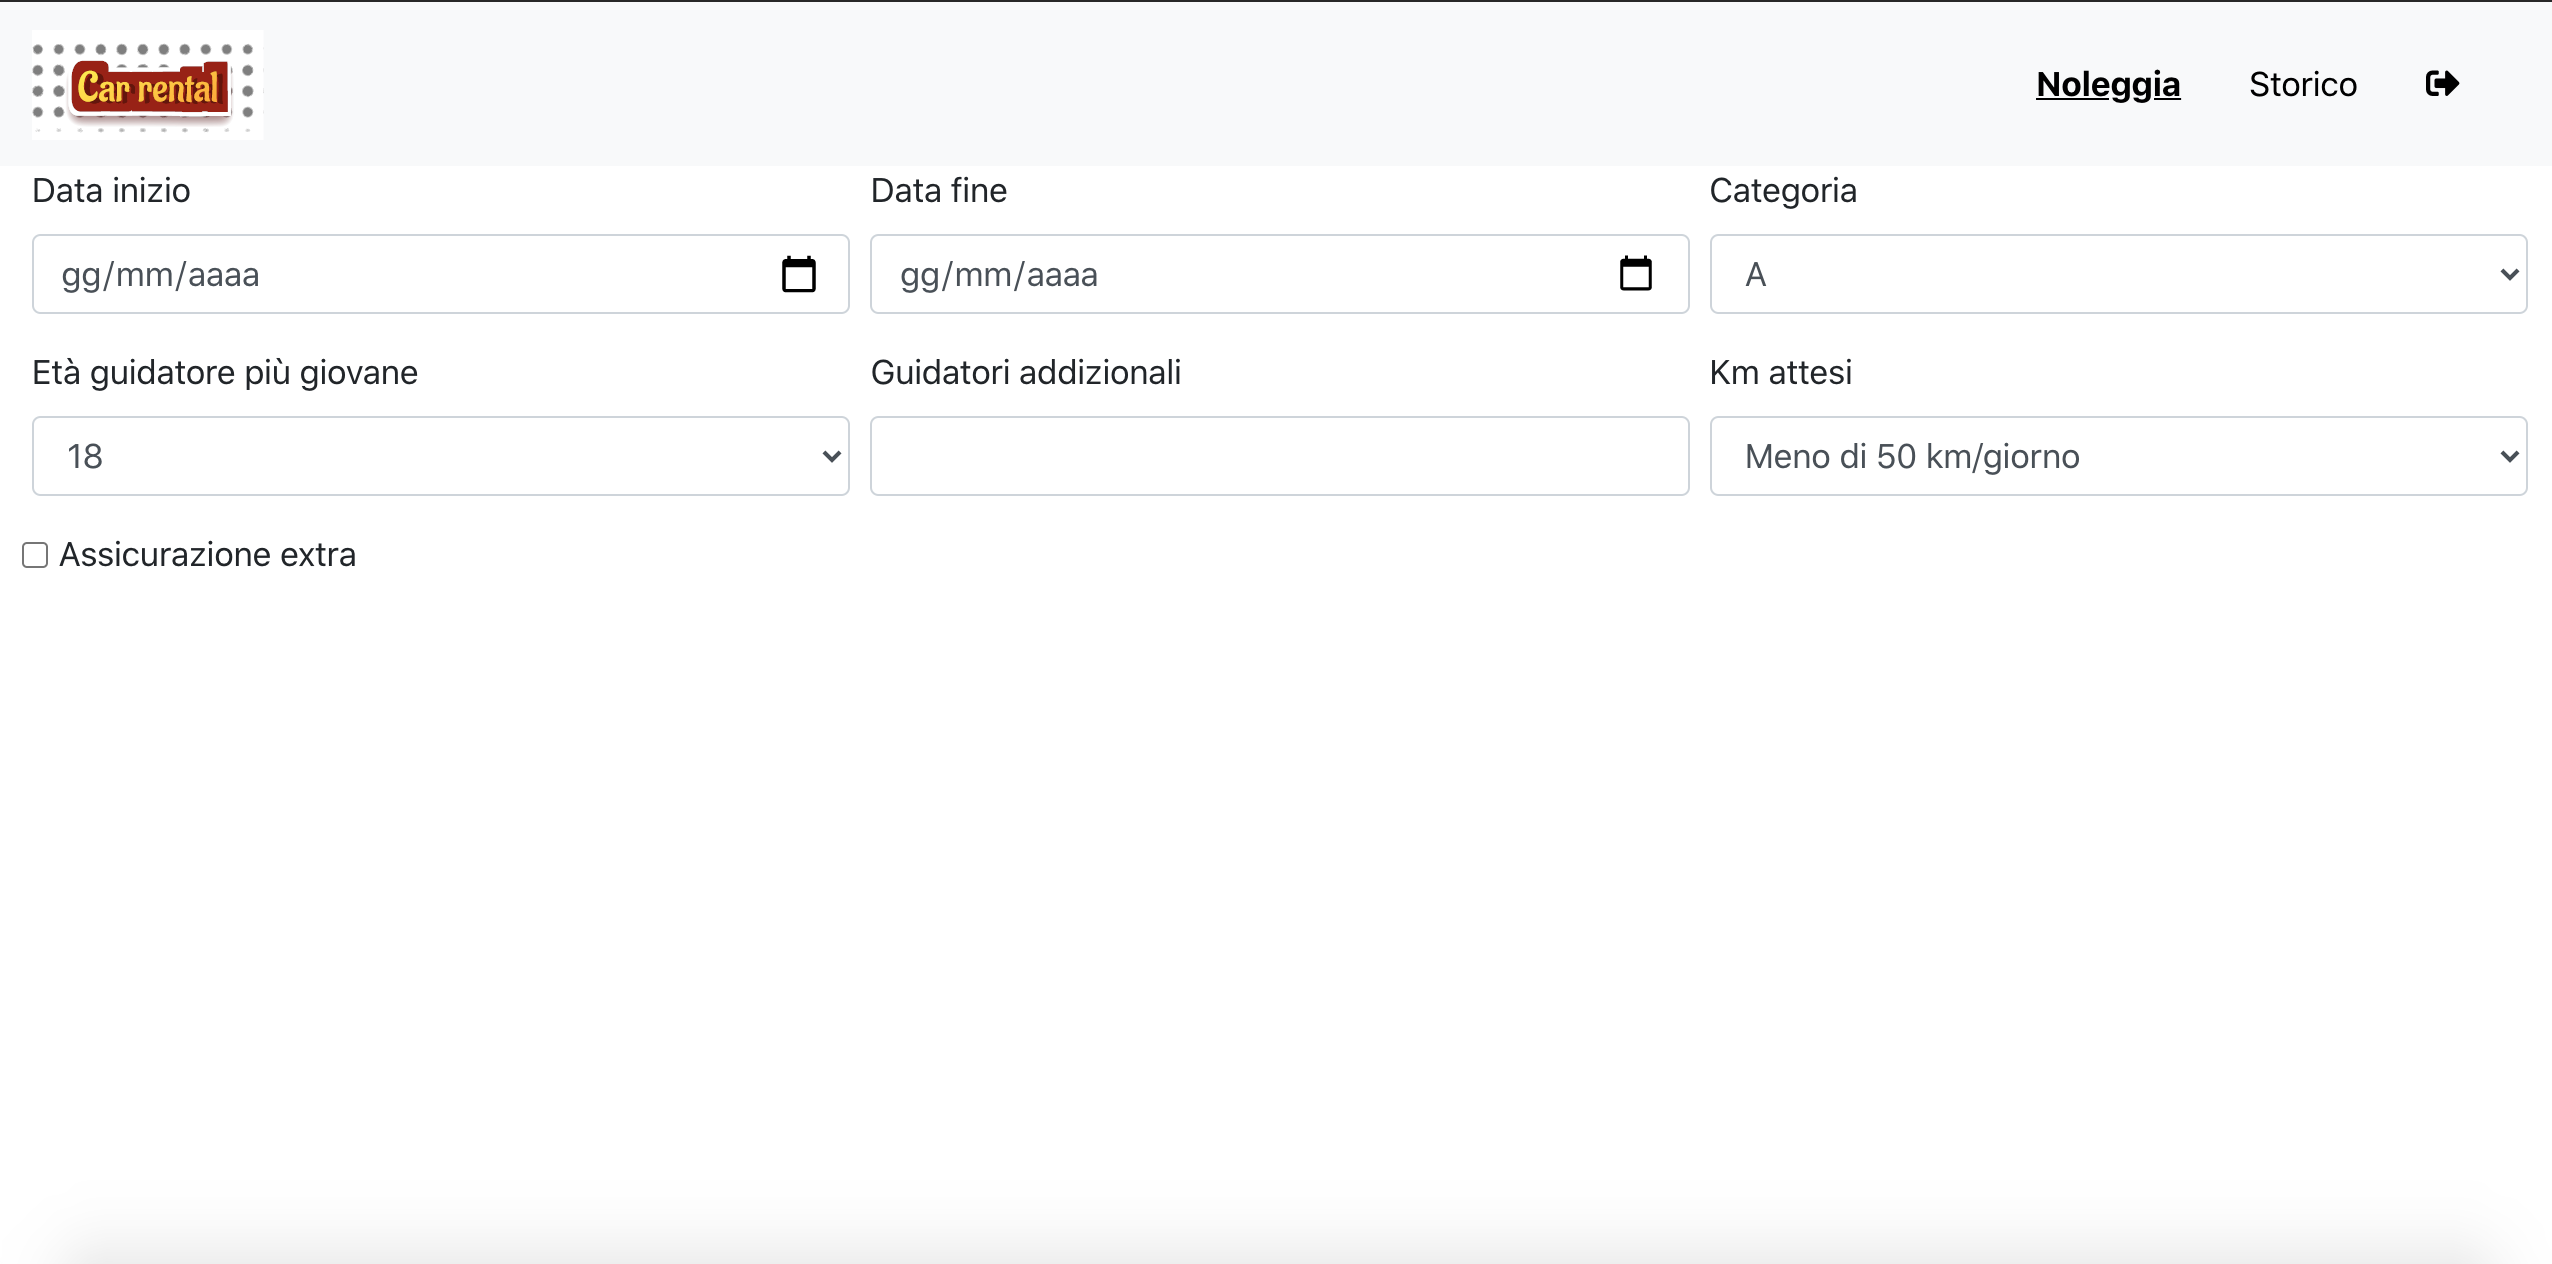 Car rental
Noleggia Storico
Data inizio Data fine Categoria
gg/mm/aaaa gg/mm/aaaa A
Età guidatore più giovane Guidatori addizionali Km attesi
18 Meno di 50 km/giorno
Assicurazione extra